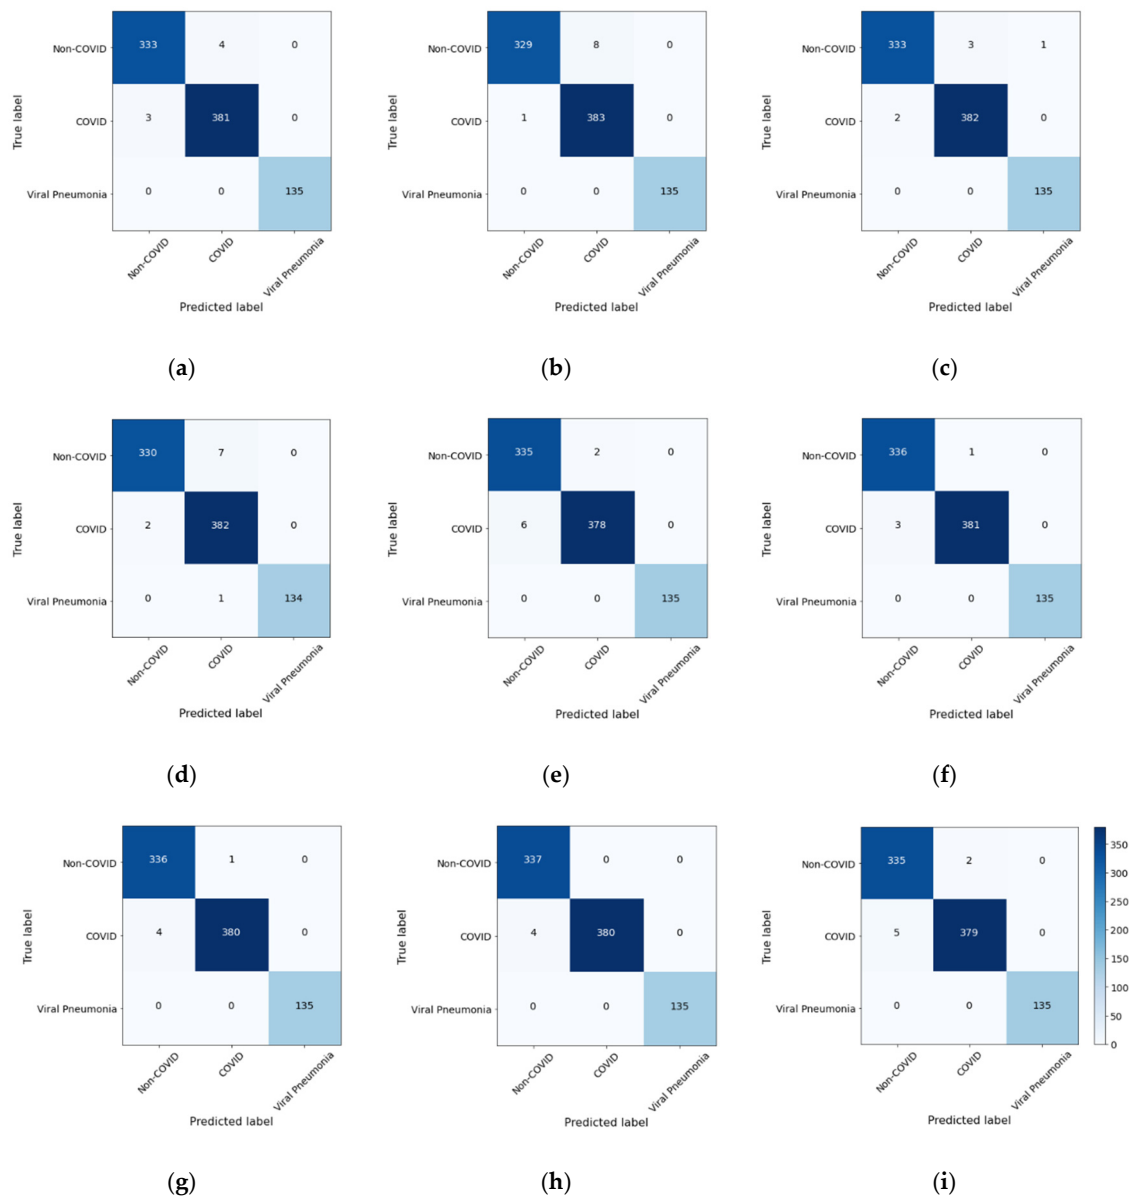 Non-COVID 333 4 0
COVID 3 381 0
Viral Pneumonia 0 0 135
True label
Non-COVID COVID Viral Pneumonia
Predicted label
(a)
Non-COVID 329 8 0
COVID 1 383 0
Viral Pneumonia 0 0 135
True label
Non-COVID COVID Viral Pneumonia
Predicted label
(b)
Non-COVID 333 3 1
COVID 2 382 0
Viral Pneumonia 0 0 135
True label
Non-COVID COVID Viral Pneumonia
Predicted label
(c)
Non-COVID 330 7 0
COVID 2 382 0
Viral Pneumonia 0 1 134
True label
Non-COVID COVID Viral Pneumonia
Predicted label
(d)
Non-COVID 335 2 0
COVID 6 378 0
Viral Pneumonia 0 0 135
True label
Non-COVID COVID Viral Pneumonia
Predicted label
(e)
Non-COVID 336 1 0
COVID 3 381 0
Viral Pneumonia 0 0 135
True label
Non-COVID COVID Viral Pneumonia
Predicted label
(f)
Non-COVID 336 1 0
COVID 4 380 0
Viral Pneumonia 0 0 135
True label
Non-COVID COVID Viral Pneumonia
Predicted label
(g)
Non-COVID 337 0 0
COVID 4 380 0
Viral Pneumonia 0 0 135
True label
Non-COVID COVID Viral Pneumonia
Predicted label
(h)
Non-COVID 335 2 0
COVID 5 379 0
Viral Pneumonia 0 0 135
True label
Non-COVID COVID Viral Pneumonia
Predicted label
350
300
250
200
150
100
50
0
(i)